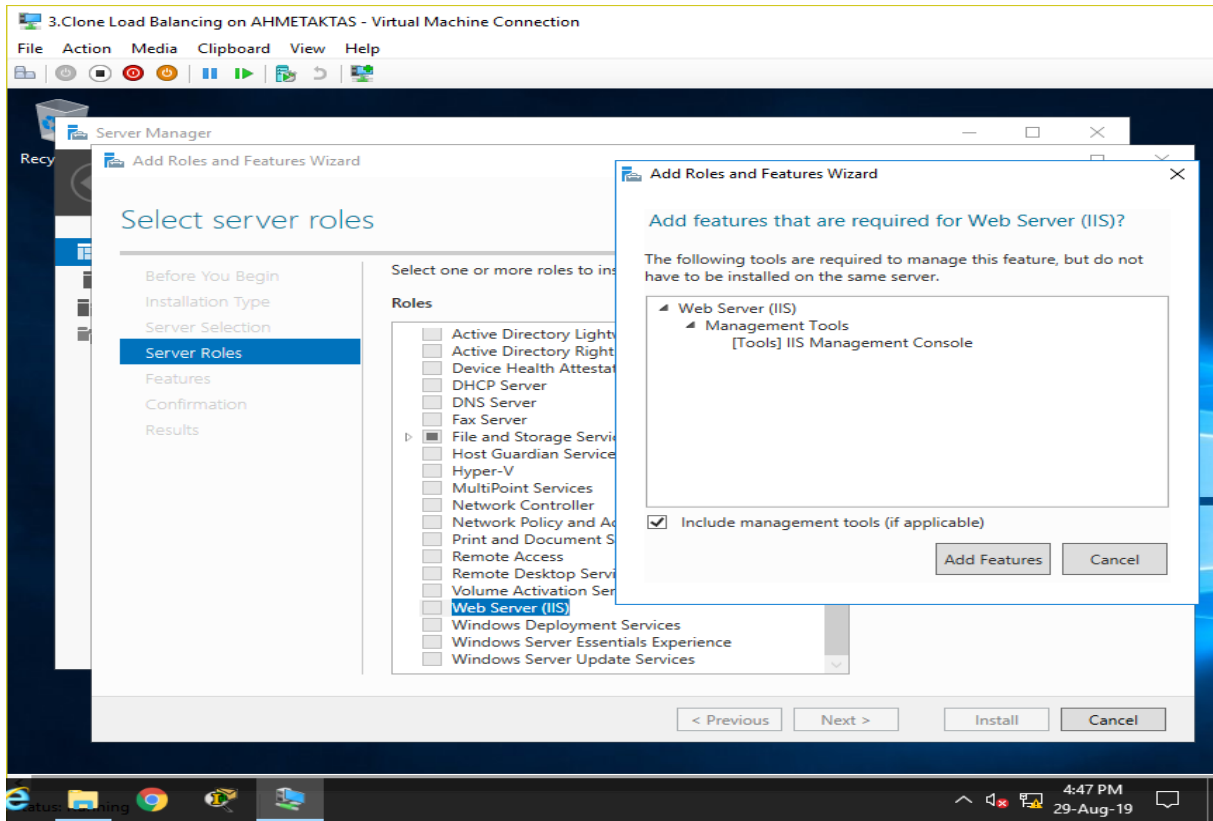 3.Clone Load Balancing on AHMETAKTAS - Virtual Machine Connection
File Action Media Clipboard View Help
Server Manager
Recy
Add Roles and Features Wizard
Select server roles
Before You Begin
Installation Type
Server Selection
Server Roles
Features
Confirmation
Results
Select one or more roles to ins
Roles
Active Directory Lightw
Active Directory Right
Device Health Attestat
DHCP Server
DNS Server
Fax Server
File and Storage Servic
Host Guardian Service
Hyper-V
MultiPoint Services
Network Controller
Network Policy and Ac
Print and Document S
Remote Access
Remote Desktop Servi
Volume Activation Ser
Web Server (IIS)
Windows Deployment Services
Windows Server Essentials Experience
Windows Server Update Services
< Previous
Next >
Install
Cancel
Add Roles and Features Wizard
Add features that are required for Web Server (IIS)?
The following tools are required to manage this feature, but do not
have to be installed on the same server.
Web Server (IIS)
Management Tools
[Tools] IIS Management Console
Include management tools (if applicable)
Add Features
Cancel
4:47 PM
29-Aug-19